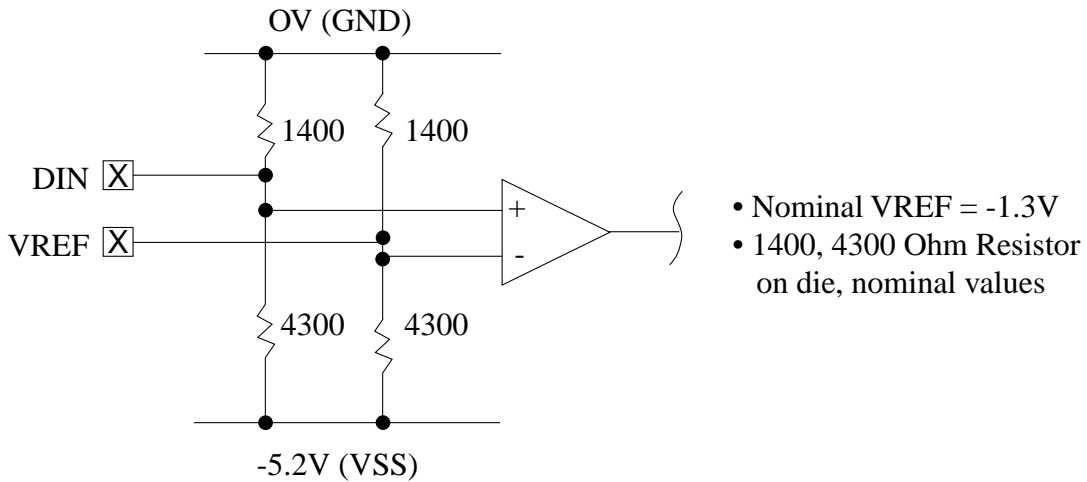 OV (GND)
1400 1400
DIN X
VREF X
+
-
4300 4300
-5.2V (VSS)
• Nominal VREF = -1.3V
• 1400, 4300 Ohm Resistor
on die, nominal values